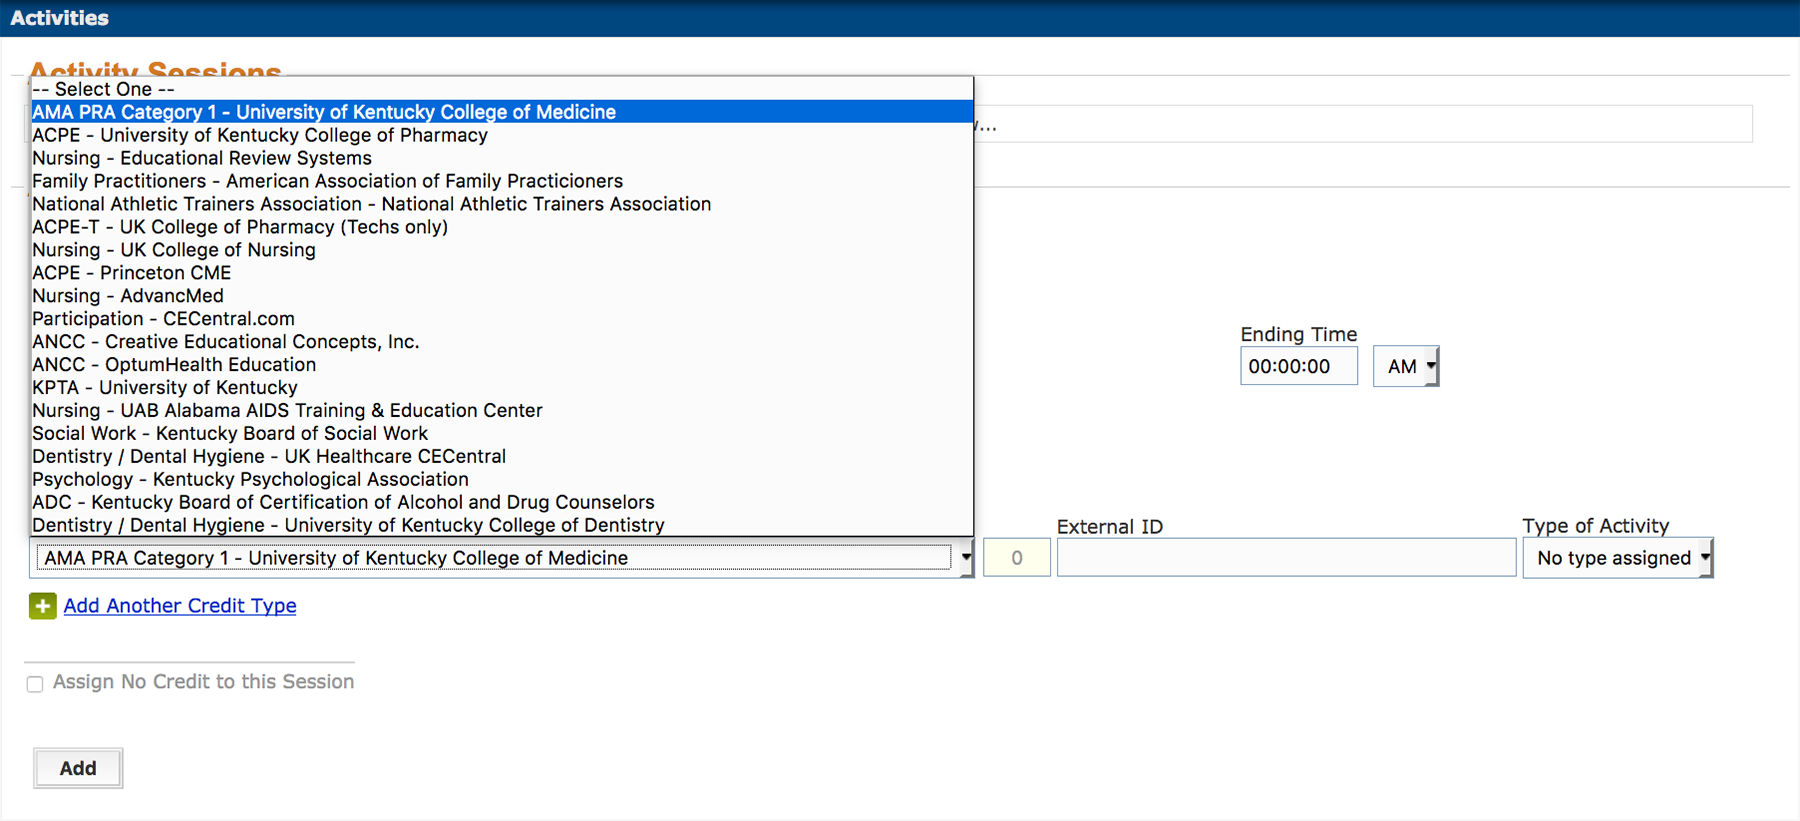 Activities
Activity Sessions
-- Select One --
AMA PRA Category 1 - University of Kentucky College of Medicine
ACPE - University of Kentucky College of Pharmacy
Nursing - Educational Review Systems
Family Practitioners - American Association of Family Practicioners
National Athletic Trainers Association - National Athletic Trainers Association
ACPE-T - UK College of Pharmacy (Techs only)
Nursing - UK College of Nursing
ACPE - Princeton CME
Nursing - AdvancMed
Participation - CECentral.com
ANCC - Creative Educational Concepts, Inc.
ANCC - OptumHealth Education
KPTA - University of Kentucky
Nursing - UAB Alabama AIDS Training & Education Center
Social Work - Kentucky Board of Social Work
Dentistry / Dental Hygiene - UK Healthcare CECentral
Psychology - Kentucky Psychological Association
ADC - Kentucky Board of Certification of Alcohol and Drug Counselors
Dentistry / Dental Hygiene - University of Kentucky College of Dentistry
Ending Time
00:00:00 AM
External ID Type of Activity
AMA PRA Category 1 - University of Kentucky College of Medicine 0 No type assigned
Add Another Credit Type
Assign No Credit to this Session
Add